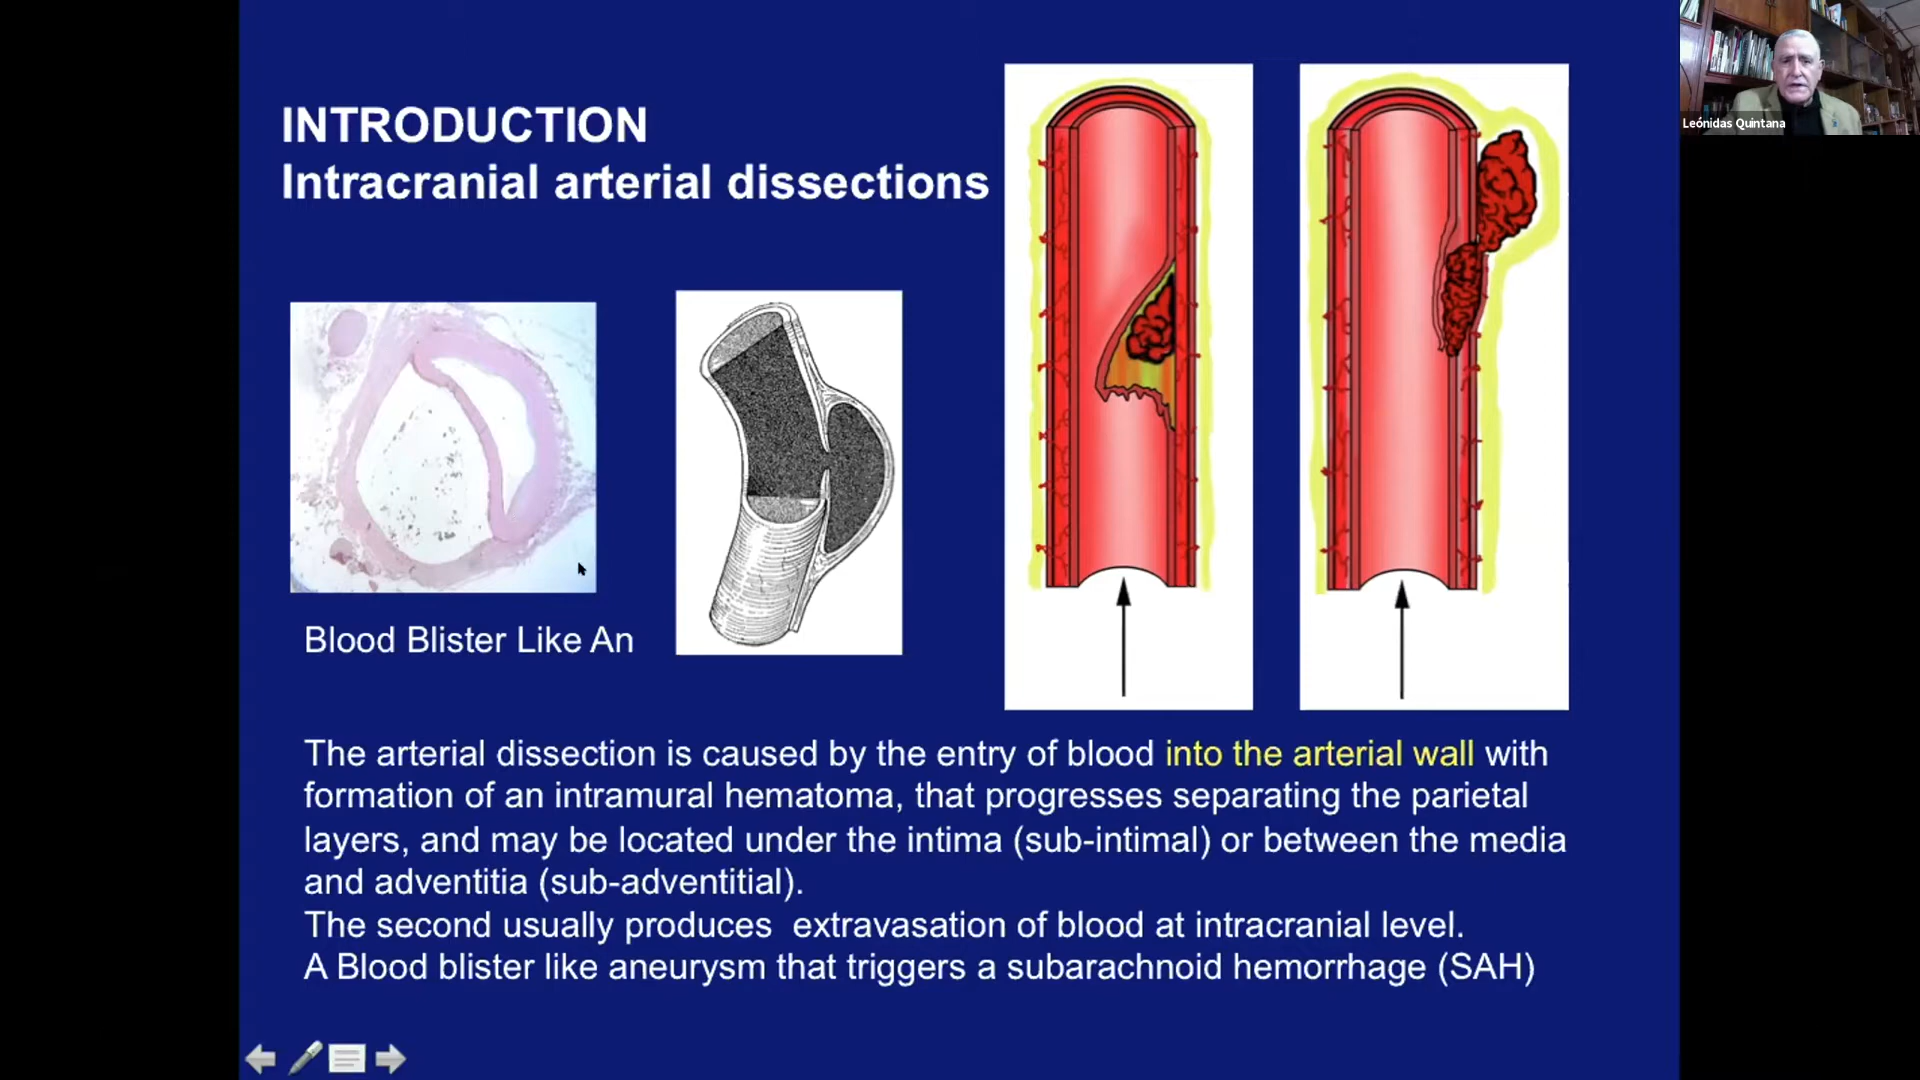 INTRODUCTION
Intracranial arterial dissections
Leónidas Quintana
Blood Blister Like An
The arterial dissection is caused by the entry of blood into the arterial wall with
formation of an intramural hematoma, that progresses separating the parietal
layers, and may be located under the intima (sub-intimal) or between the media
and adventitia (sub-adventitial).
The second usually produces  extravasation of blood at intracranial level.
A Blood blister like aneurysm that triggers a subarachnoid hemorrhage (SAH)